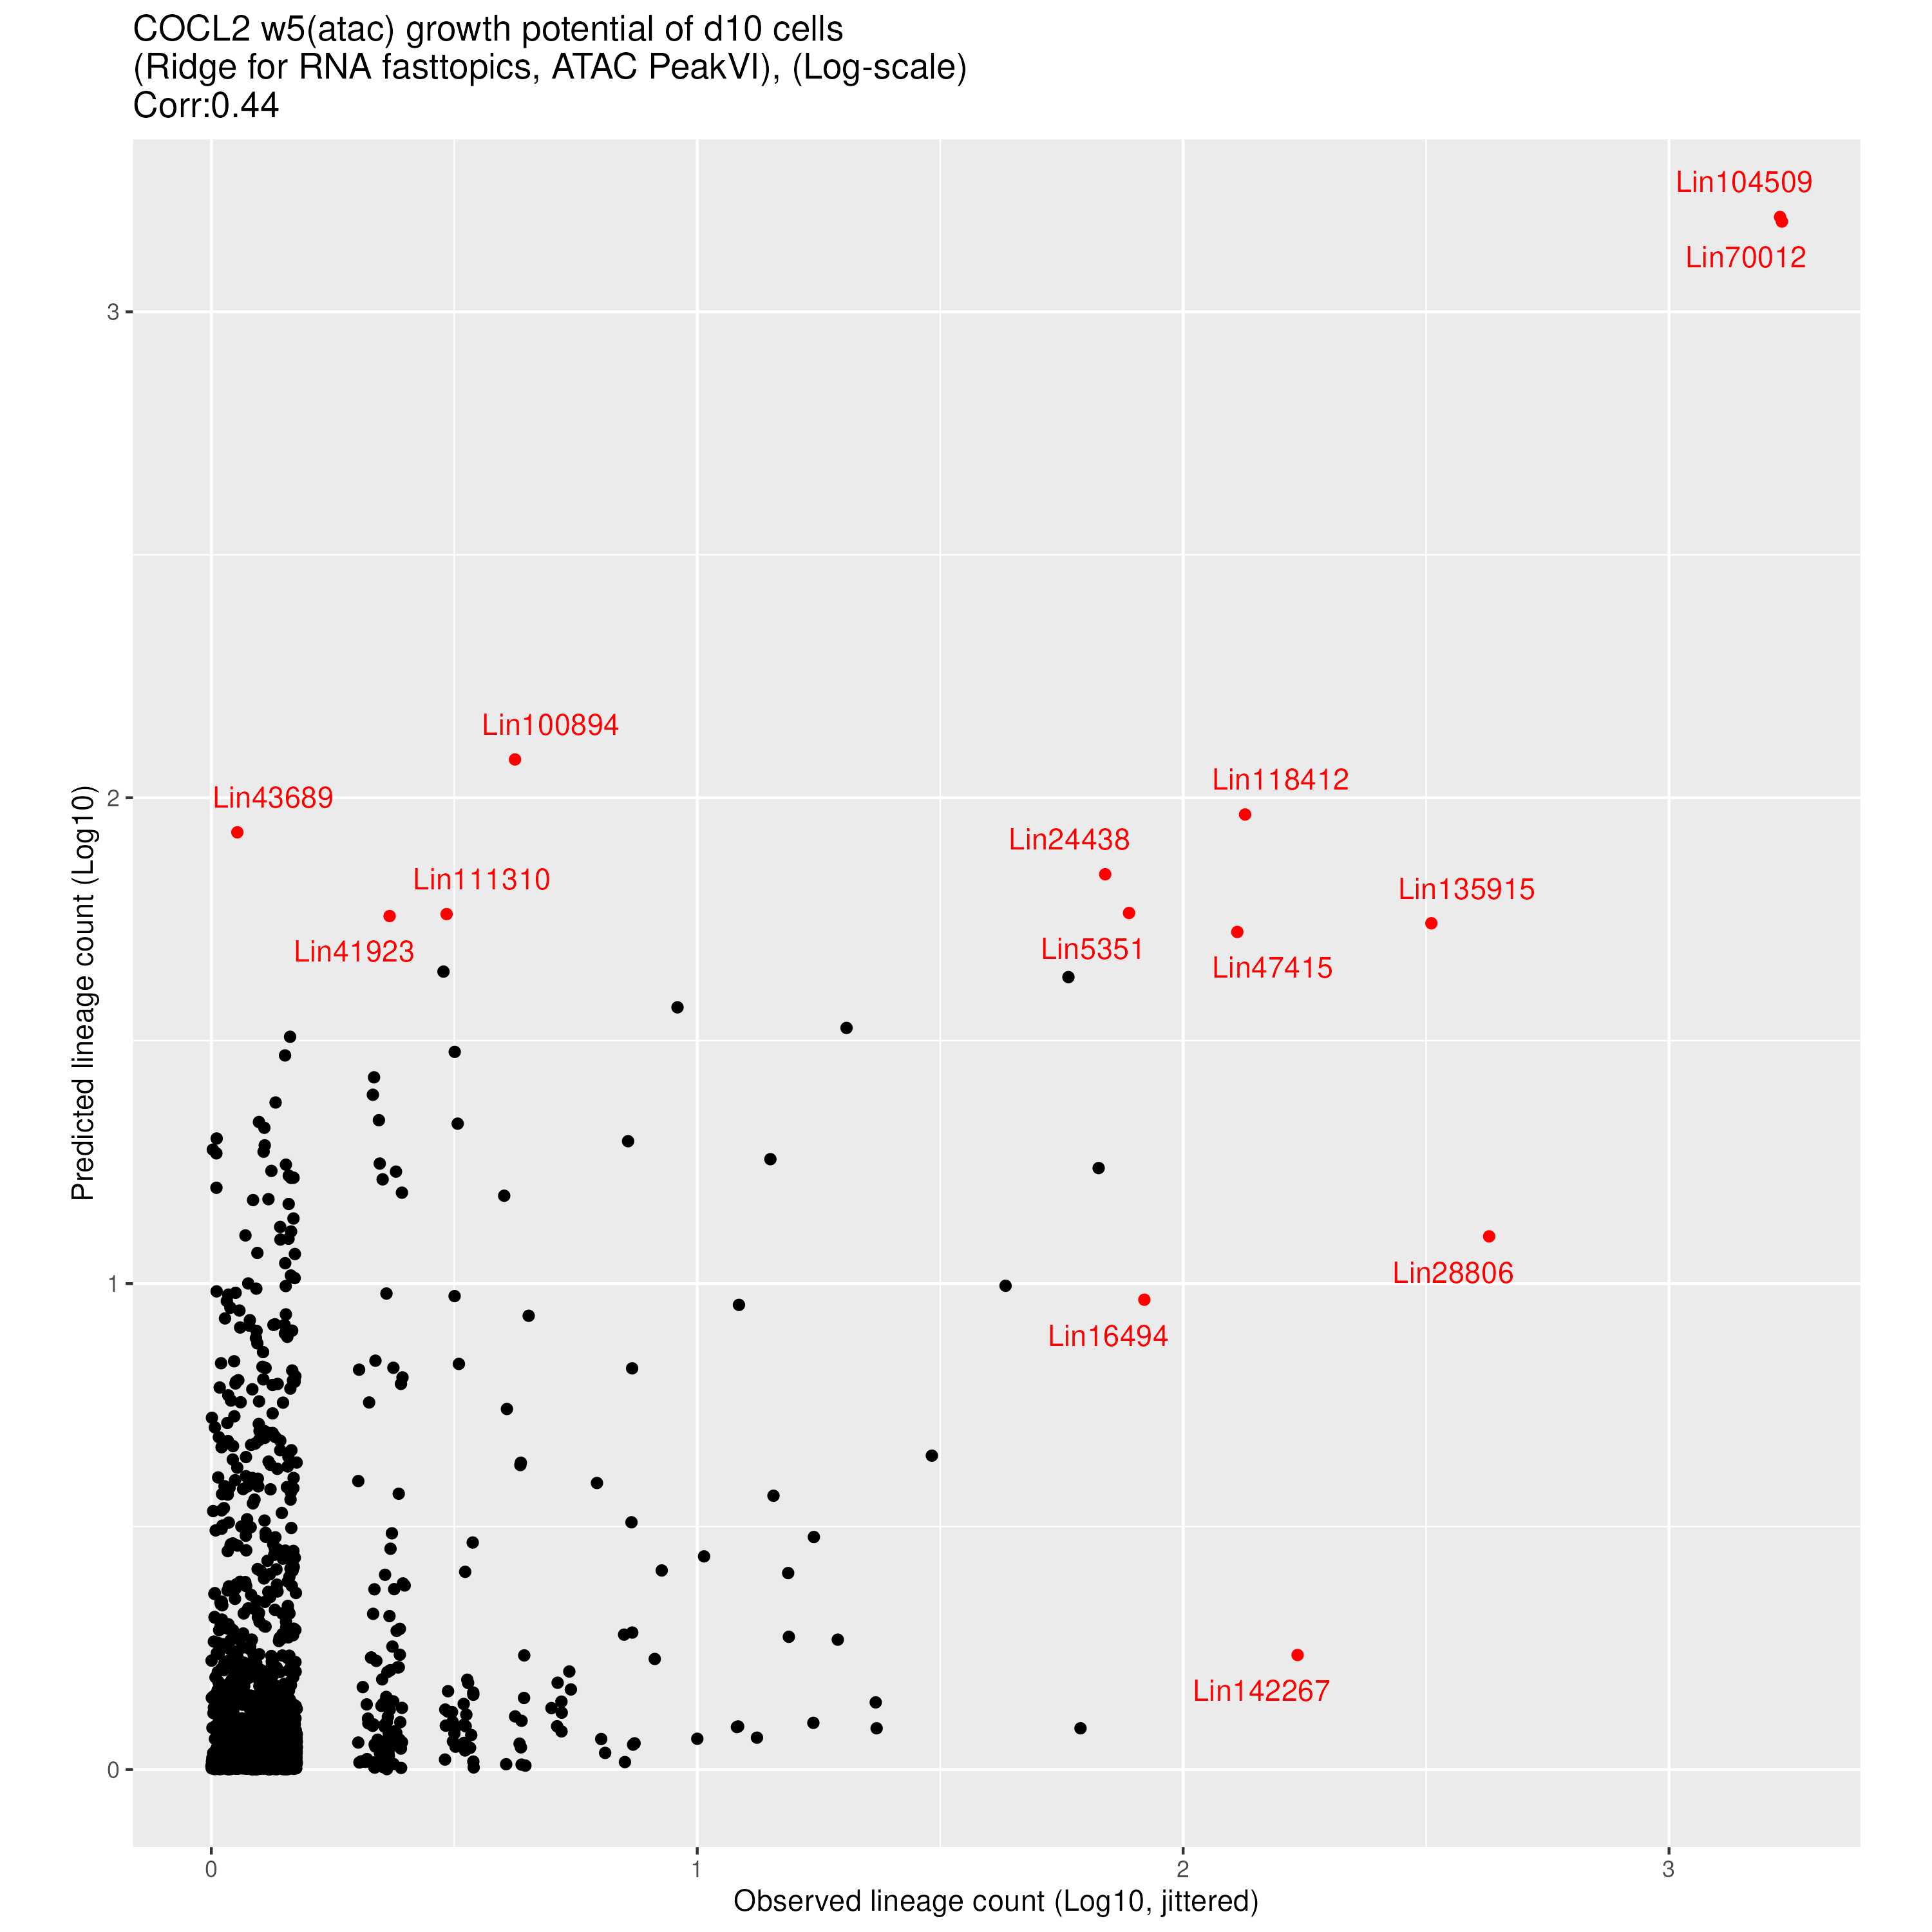 COCL2 w5(atac) growth potential of d10 cells
(Ridge for RNA fasttopics, ATAC PeakVI), (Log-scale)
Corr:0.44
Lin104509
Lin70012
3
Lin100894
Lin118412
2
Lin43689
Lin24438
Lin111310
Lin135915
Lin41923
Lin5351
Lin47415
Predicted lineage count (Log10)
1
Lin28806
Lin16494
Lin142267
0
0
1
2
3
Observed lineage count (Log10, jittered)